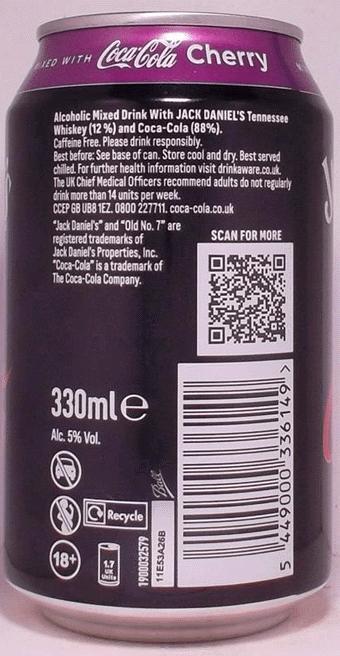 MIXED WITH Coca-Cola Cherry
Alcoholic Mixed Drink With JACK DANIEL'S Tennessee
Whiskey (12 %) and Coca-Cola (88%).
Caffeine Free. Please drink responsibly.
Best before: See base of can. Store cool and dry. Best served
chilled. For further health information visit drinkaware.co.uk.
The UK Chief Medical Officers recommend adults do not regularly
drink more than 14 units per week.
CCEP GB UB8 1EZ. 0800 227711. coca-cola.co.uk
"Jack Daniel's" and "Old No. 7" are
registered trademarks of
Jack Daniel's Properties, Inc.
"Coca-Cola" is a trademark of
The Coca-Cola Company.
SCAN FOR MORE
330ml e
Alc. 5% Vol.
Recycle
18+
1.7
UK
Units
Ball
1900032579
11E53A26B
5 449000 336149 >